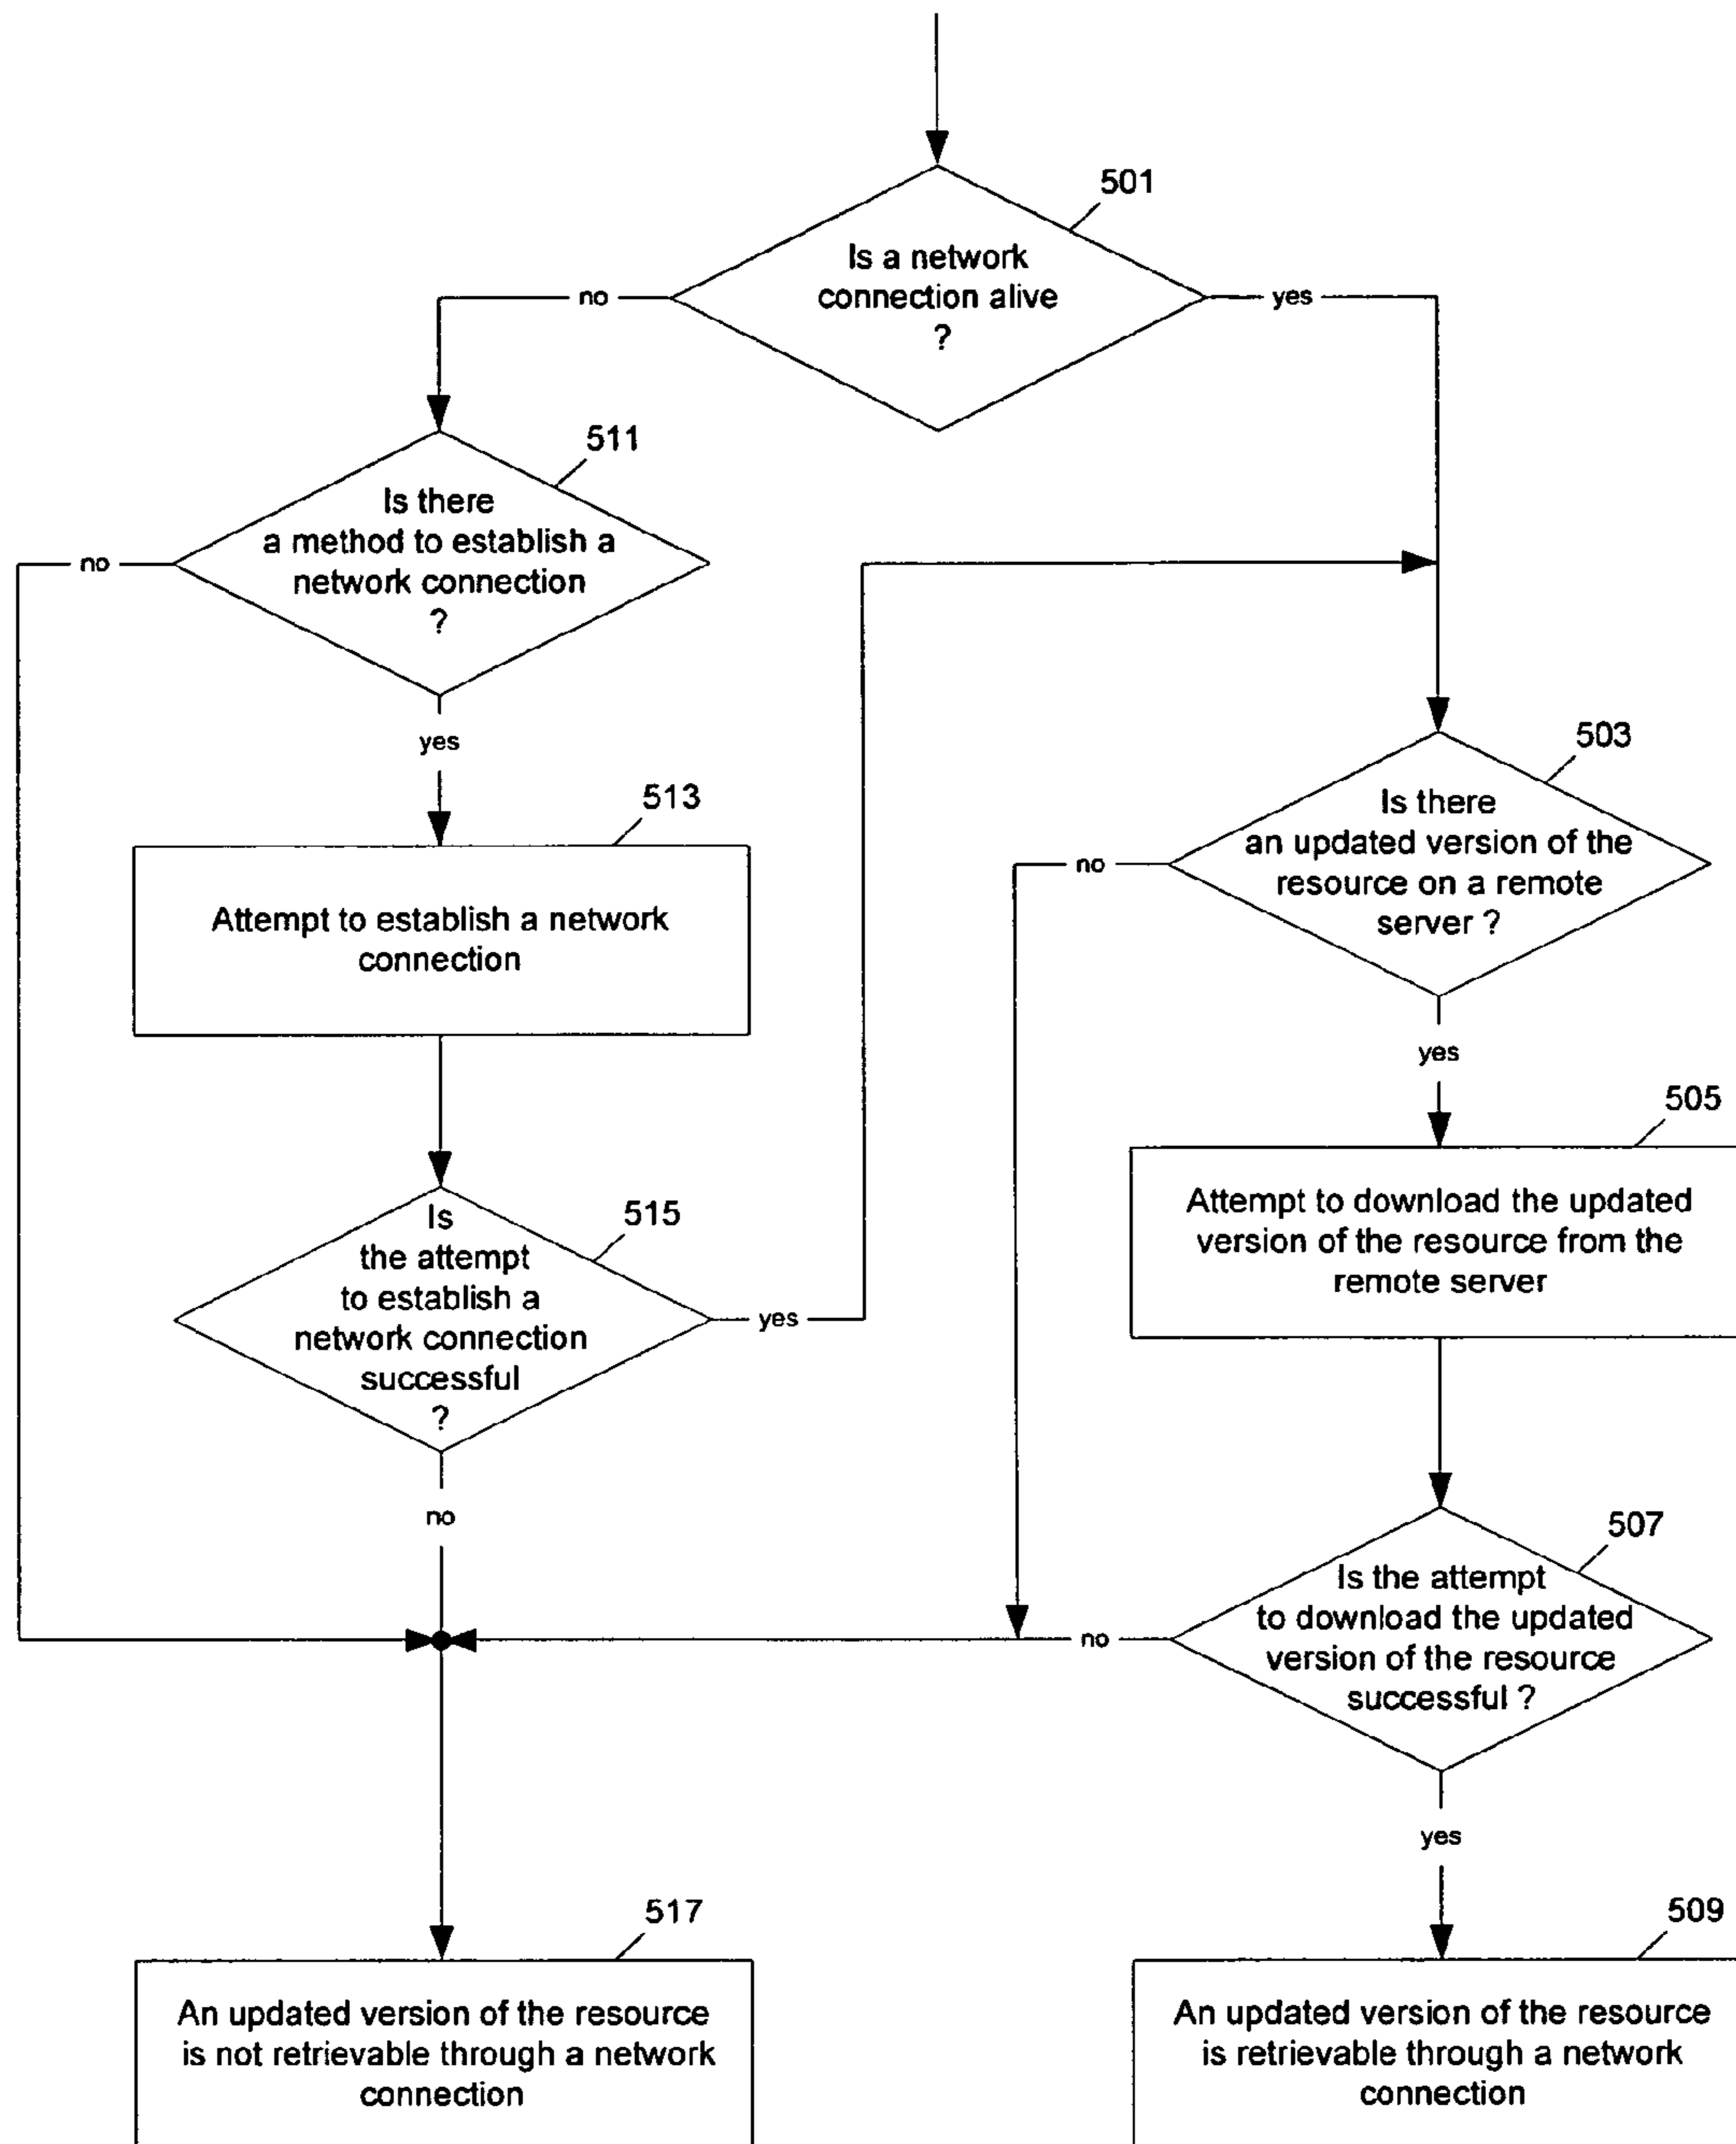 501
Is a network
connection alive
?
no
yes
511
Is there
a method to establish a
network connection
?
no
yes
503
Is there
an updated version of the
resource on a remote
server ?
no
yes
513
Attempt to establish a network
connection
505
Attempt to download the updated
version of the resource from the
remote server
515
Is
the attempt
to establish a
network connection
successful
?
yes
no
507
Is the attempt
to download the updated
version of the resource
successful ?
no
yes
517
An updated version of the resource
is not retrievable through a network
connection
509
An updated version of the resource
is retrievable through a network
connection